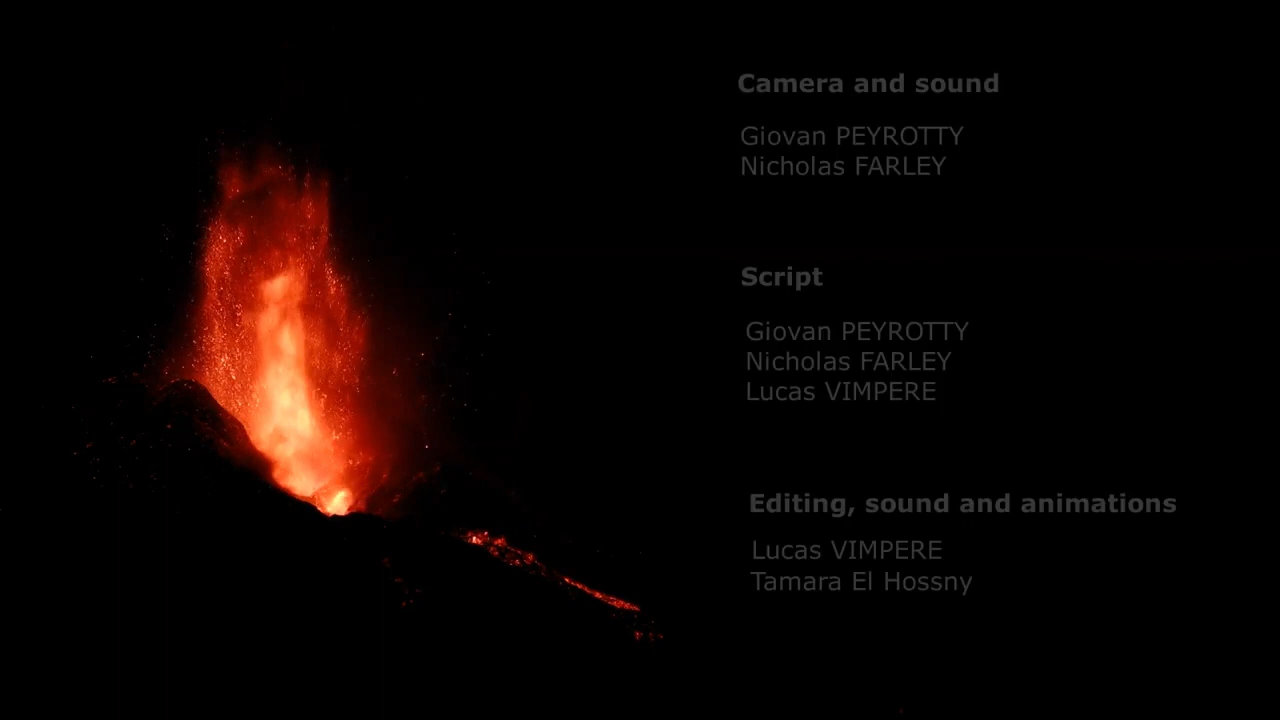 Camera and sound
Giovan PEYROTTY
Nicholas FARLEY
Script
Giovan PEYROTTY
Nicholas FARLEY
Lucas VIMPERE
Editing, sound and animations
Lucas VIMPERE
Tamara El Hossny